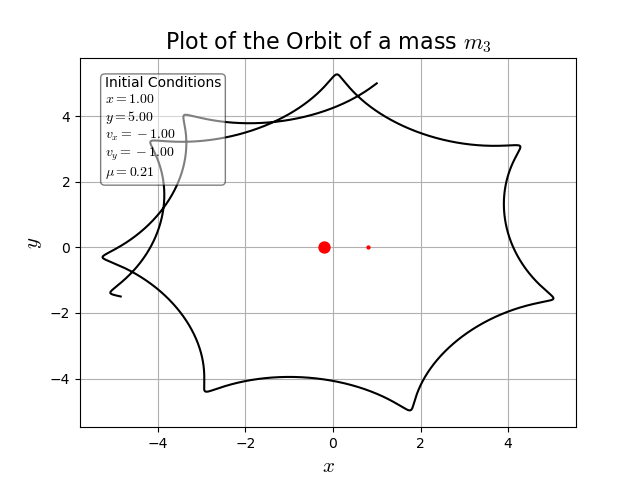 Plot of the Orbit of a mass m₃
Initial Conditions
x = 1.00
y = 5.00
vₓ = −1.00
v_y = −1.00
μ = 0.21
4
2
0
−2
−4
y
−4
−2
0
2
4
x